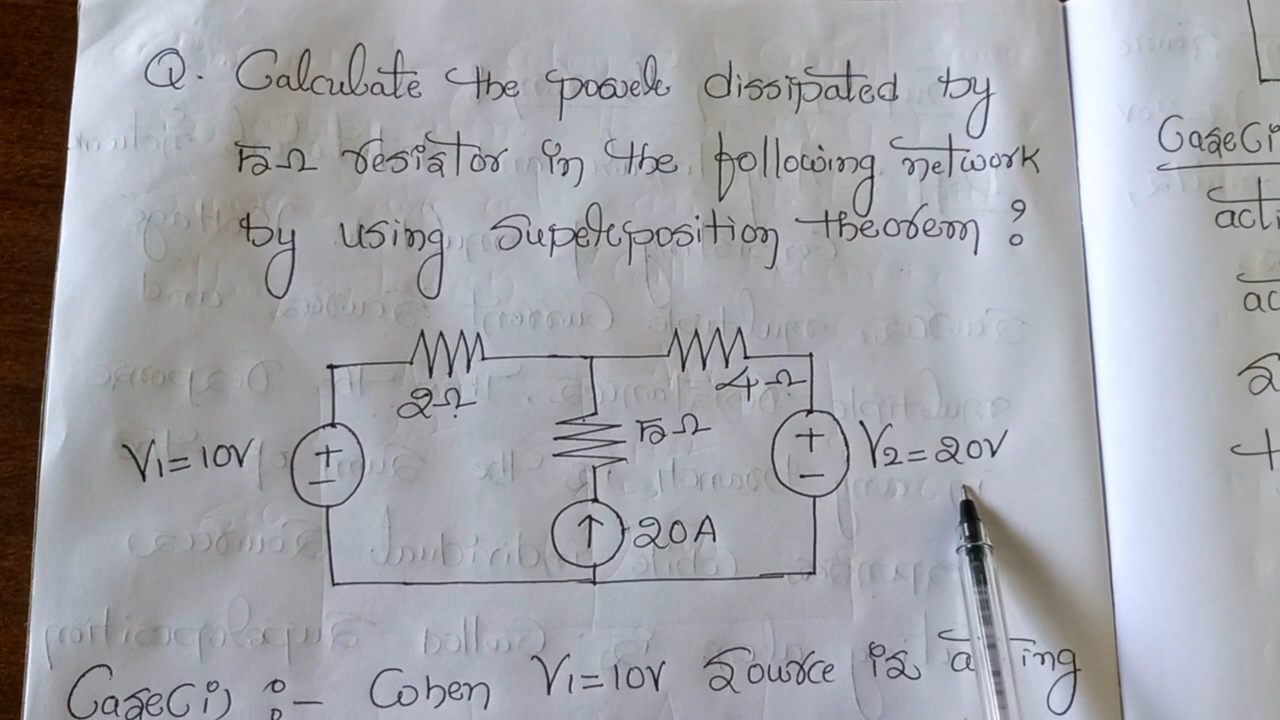 Q. Calculate the power dissipated by
5Ω resistor in the following network
by using Superposition theorem ?
2Ω
4Ω
5Ω
V1=10V
+
-
+
-
V2=20V
↑
20A
Case(i) :- When V1=10V source is acting
Case(i
acti
ac
2
+